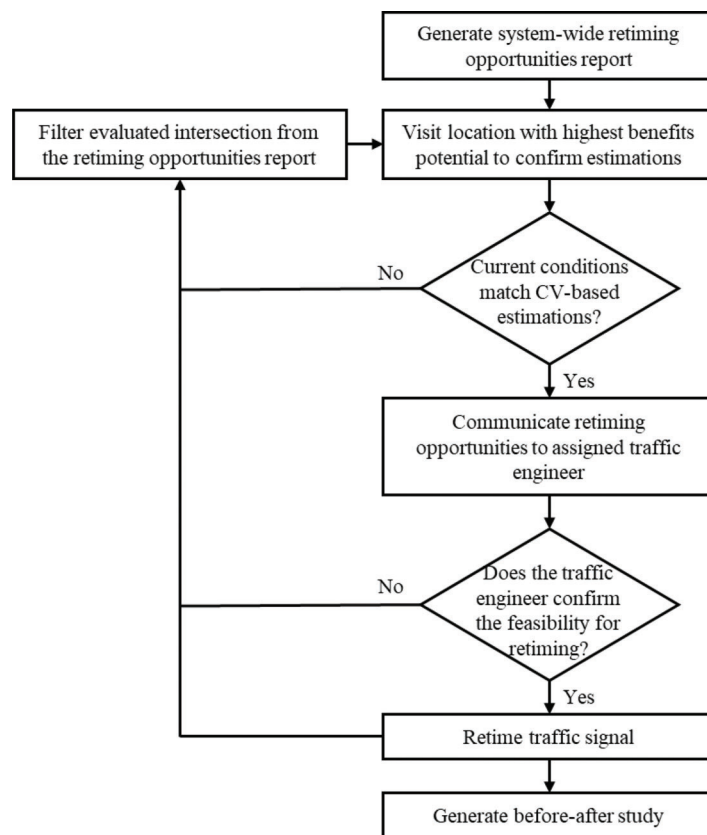 Generate system-wide retiming
opportunities report
Filter evaluated intersection from
the retiming opportunities report
Visit location with highest benefits
potential to confirm estimations
No
Current conditions
match CV-based
estimations?
Yes
Communicate retiming
opportunities to assigned traffic
engineer
No
Does the traffic
engineer confirm
the feasibility for
retiming?
Yes
Retime traffic signal
Generate before-after study